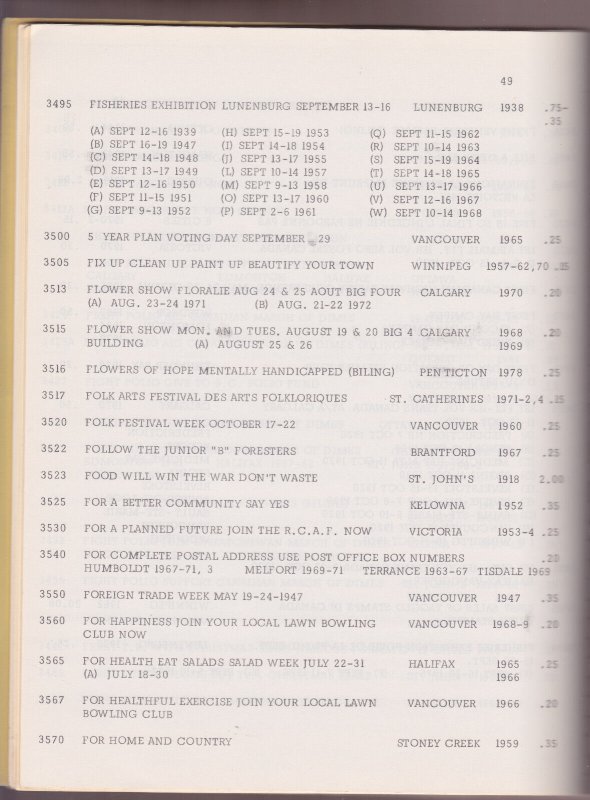 49
3495 FISHERIES EXHIBITION LUNENBURG SEPTEMBER 13-16 LUNENBURG 1938 .75-
.35
(A) SEPT 12-16 1939 (H) SEPT 15-19 1953 (Q) SEPT 11-15 1962
(B) SEPT 16-19 1947 (I) SEPT 14-18 1954 (R) SEPT 10-14 1963
(C) SEPT 14-18 1948 (J) SEPT 13-17 1955 (S) SEPT 15-19 1964
(D) SEPT 13-17 1949 (L) SEPT 10-14 1957 (T) SEPT 14-18 1965
(E) SEPT 12-16 1950 (M) SEPT 9-13 1958 (U) SEPT 13-17 1966
(F) SEPT 11-15 1951 (O) SEPT 13-17 1960 (V) SEPT 12-16 1967
(G) SEPT 9-13 1952 (P) SEPT 2-6 1961 (W) SEPT 10-14 1968
3500 5 YEAR PLAN VOTING DAY SEPTEMBER 29 VANCOUVER 1965 .25
3505 FIX UP CLEAN UP PAINT UP BEAUTIFY YOUR TOWN WINNIPEG 1957-62,70
3513 FLOWER SHOW FLORALIE AUG 24 & 25 AOUT BIG FOUR CALGARY 1970 .20
(A) AUG. 23-24 1971 (B) AUG. 21-22 1972
3515 FLOWER SHOW MON. AND TUES. AUGUST 19 & 20 BIG 4 CALGARY 1968 .20
BUILDING (A) AUGUST 25 & 26 1969
3516 FLOWERS OF HOPE MENTALLY HANDICAPPED (BILING) PENTICTON 1978 .25
3517 FOLK ARTS FESTIVAL DES ARTS FOLKLORIQUES ST. CATHERINES 1971-2,4 .25
3520 FOLK FESTIVAL WEEK OCTOBER 17-22 VANCOUVER 1960 .25
3522 FOLLOW THE JUNIOR "B" FORESTERS BRANTFORD 1967 .25
3523 FOOD WILL WIN THE WAR DON'T WASTE ST. JOHN'S 1918 2.00
3525 FOR A BETTER COMMUNITY SAY YES KELOWNA 1952 .35
3530 FOR A PLANNED FUTURE JOIN THE R.C.A.F. NOW VICTORIA 1953-4 .25
3540 FOR COMPLETE POSTAL ADDRESS USE POST OFFICE BOX NUMBERS .20
HUMBOLDT 1967-71, 3 MELFORT 1969-71 TERRANCE 1963-67 TISDALE 1969
3550 FOREIGN TRADE WEEK MAY 19-24-1947 VANCOUVER 1947 .35
3560 FOR HAPPINESS JOIN YOUR LOCAL LAWN BOWLING VANCOUVER 1968-9 .20
CLUB NOW
3565 FOR HEALTH EAT SALADS SALAD WEEK JULY 22-31 HALIFAX 1965 .25
(A) JULY 18-30 1966
3567 FOR HEALTHFUL EXERCISE JOIN YOUR LOCAL LAWN VANCOUVER 1966 .20
BOWLING CLUB
3570 FOR HOME AND COUNTRY STONEY CREEK 1959 .35